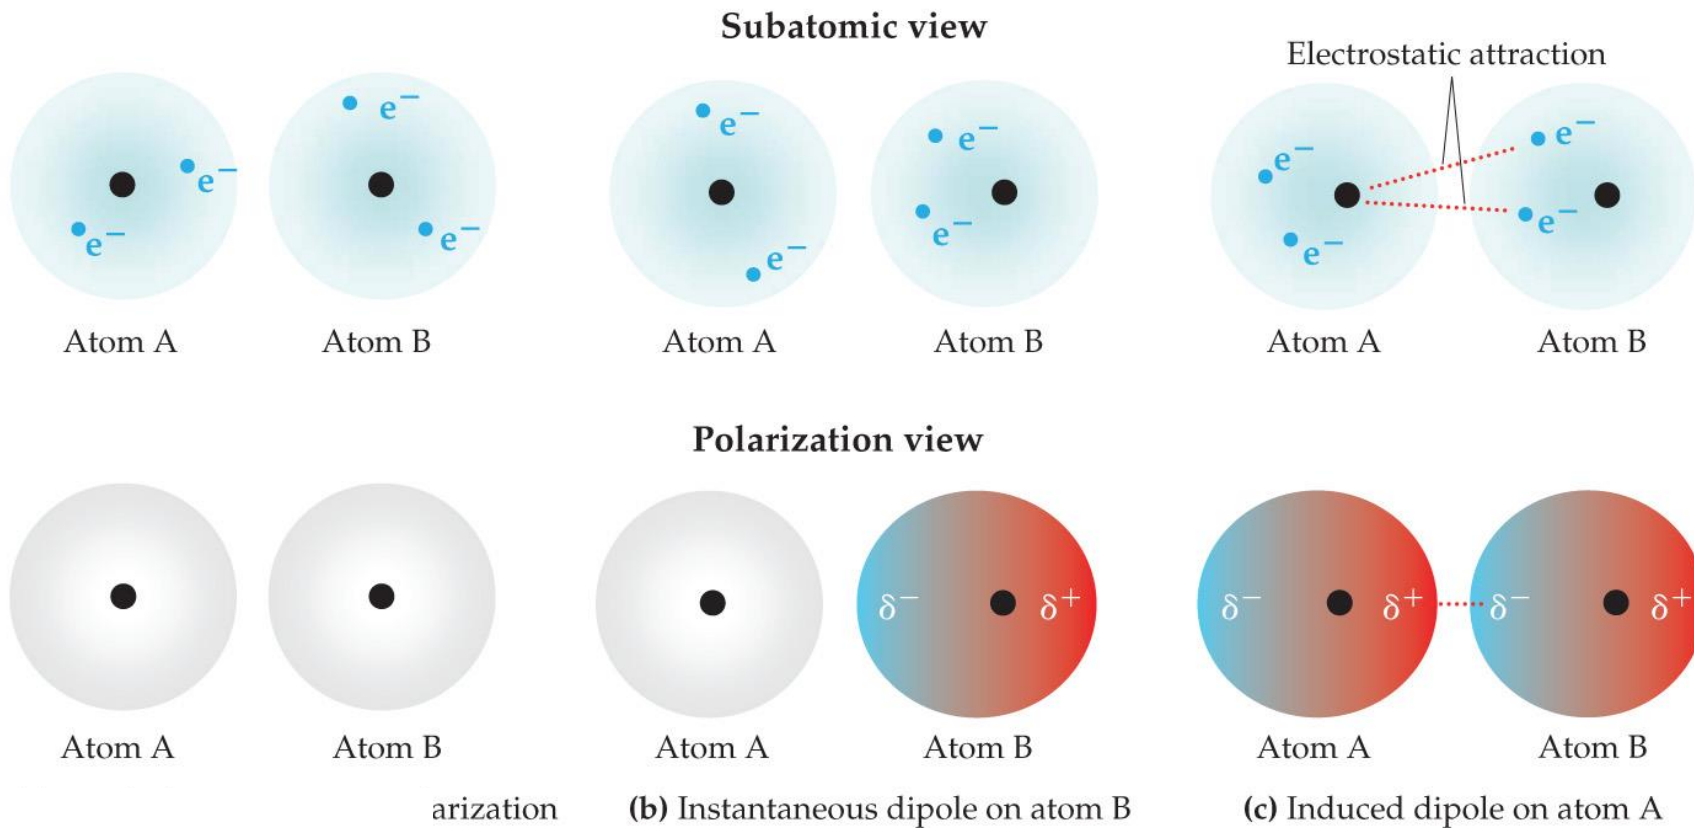 Subatomic view
Electrostatic attraction
e−
e−
e−
e−
e−
e−
e−
e−
e−
e−
e−
e−
Atom A
Atom B
Atom A
Atom B
Atom A
Atom B
Polarization view
δ−
δ+
δ−
δ+
δ−
δ+
Atom A
Atom B
Atom A
Atom B
Atom A
Atom B
arization
(b) Instantaneous dipole on atom B
(c) Induced dipole on atom A